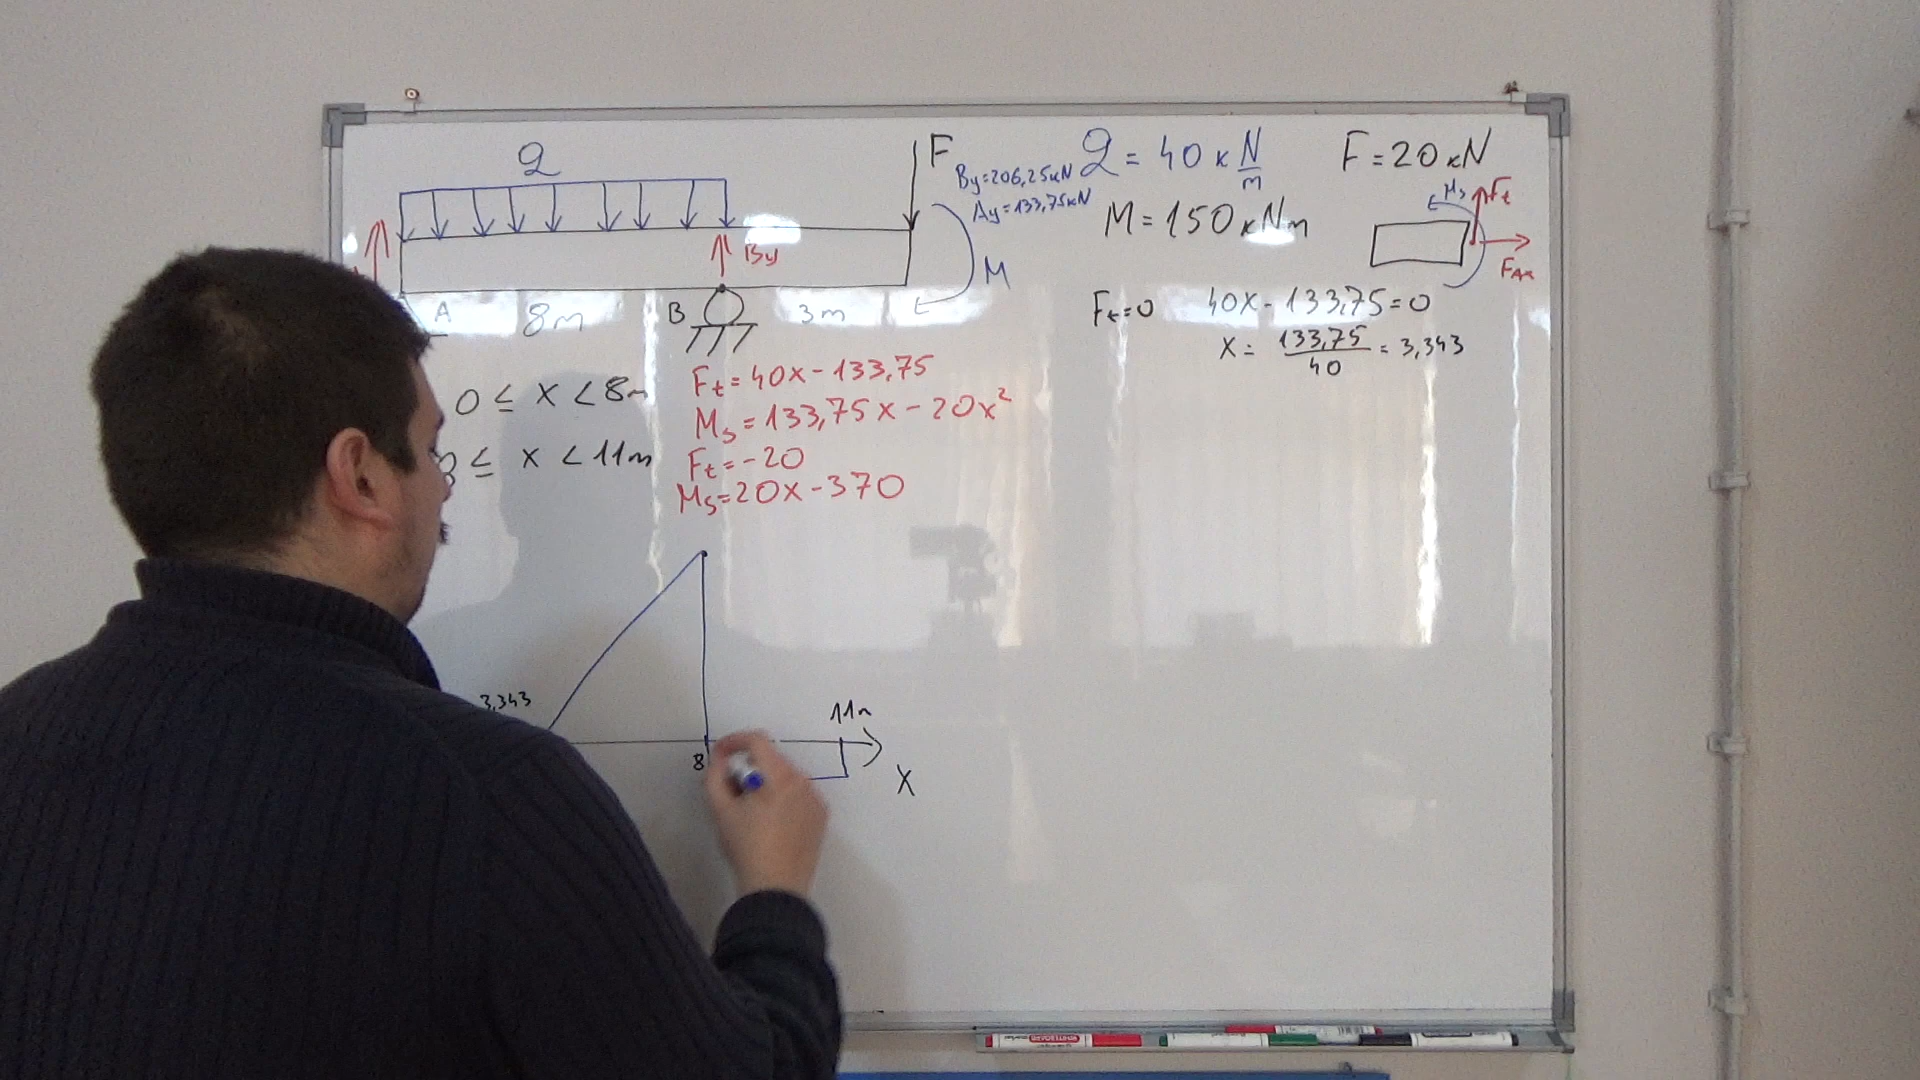 q
F
By=206,25kN
Ay=133,75kN
q = 40 k N/m
F = 20 kN
M = 150 kNm
Ms
Ft
By
M
A
8m
B
3m
Ft=0
40x - 133,75 = 0
x = 133,75/40 = 3,343
0 ≤ x < 8m
Ft = 40x - 133,75
Ms = 133,75x - 20x²
≤ x < 11m
Ft = -20
Ms = 20x - 370
3,343
11m
8
X